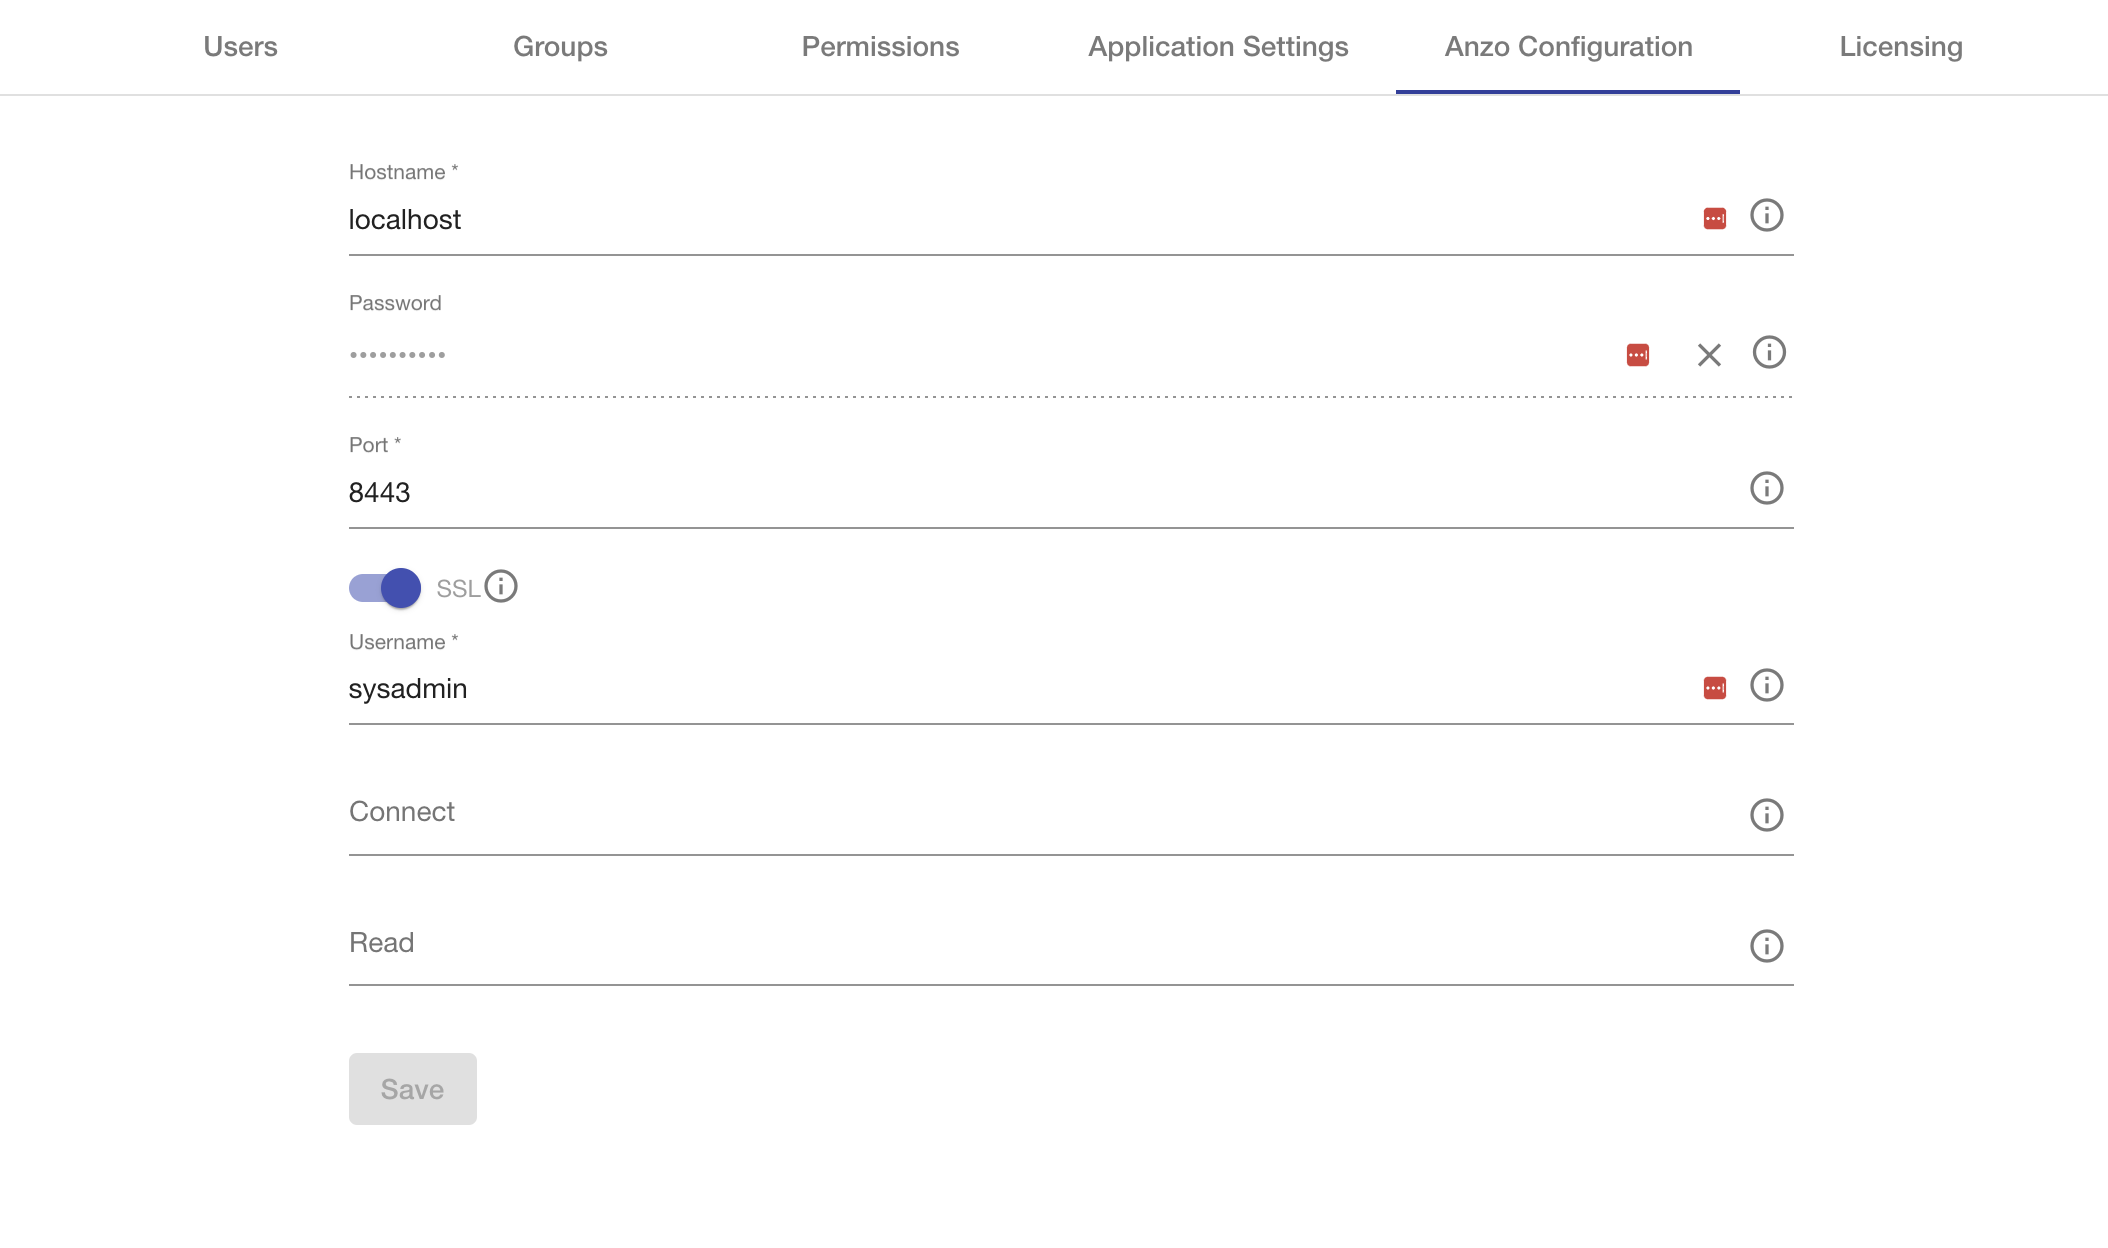 Users Groups Permissions Application Settings Anzo Configuration Licensing
Hostname *
localhost
Password
••••••••••
Port *
8443
SSL
Username *
sysadmin
Connect
Read
Save